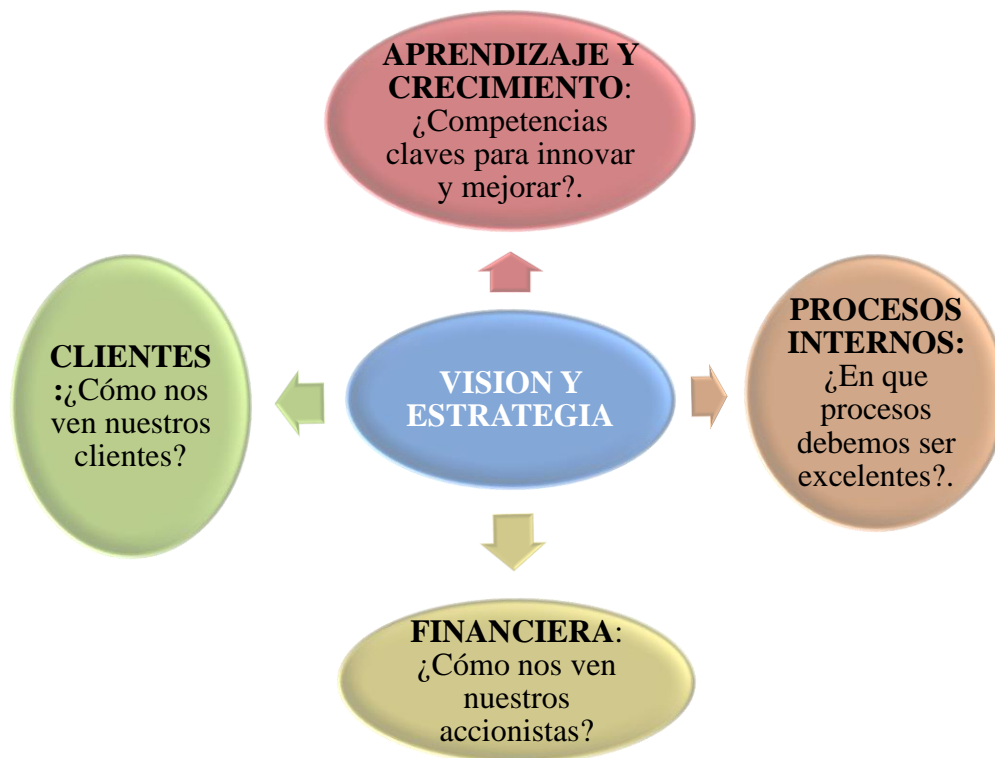 APRENDIZAJE Y
CRECIMIENTO:
¿Competencias
claves para innovar
y mejorar?.
CLIENTES
:¿Cómo nos
ven nuestros
clientes?
VISION Y
ESTRATEGIA
PROCESOS
INTERNOS:
¿En que
procesos
debemos ser
excelentes?.
FINANCIERA:
¿Cómo nos ven
nuestros
accionistas?